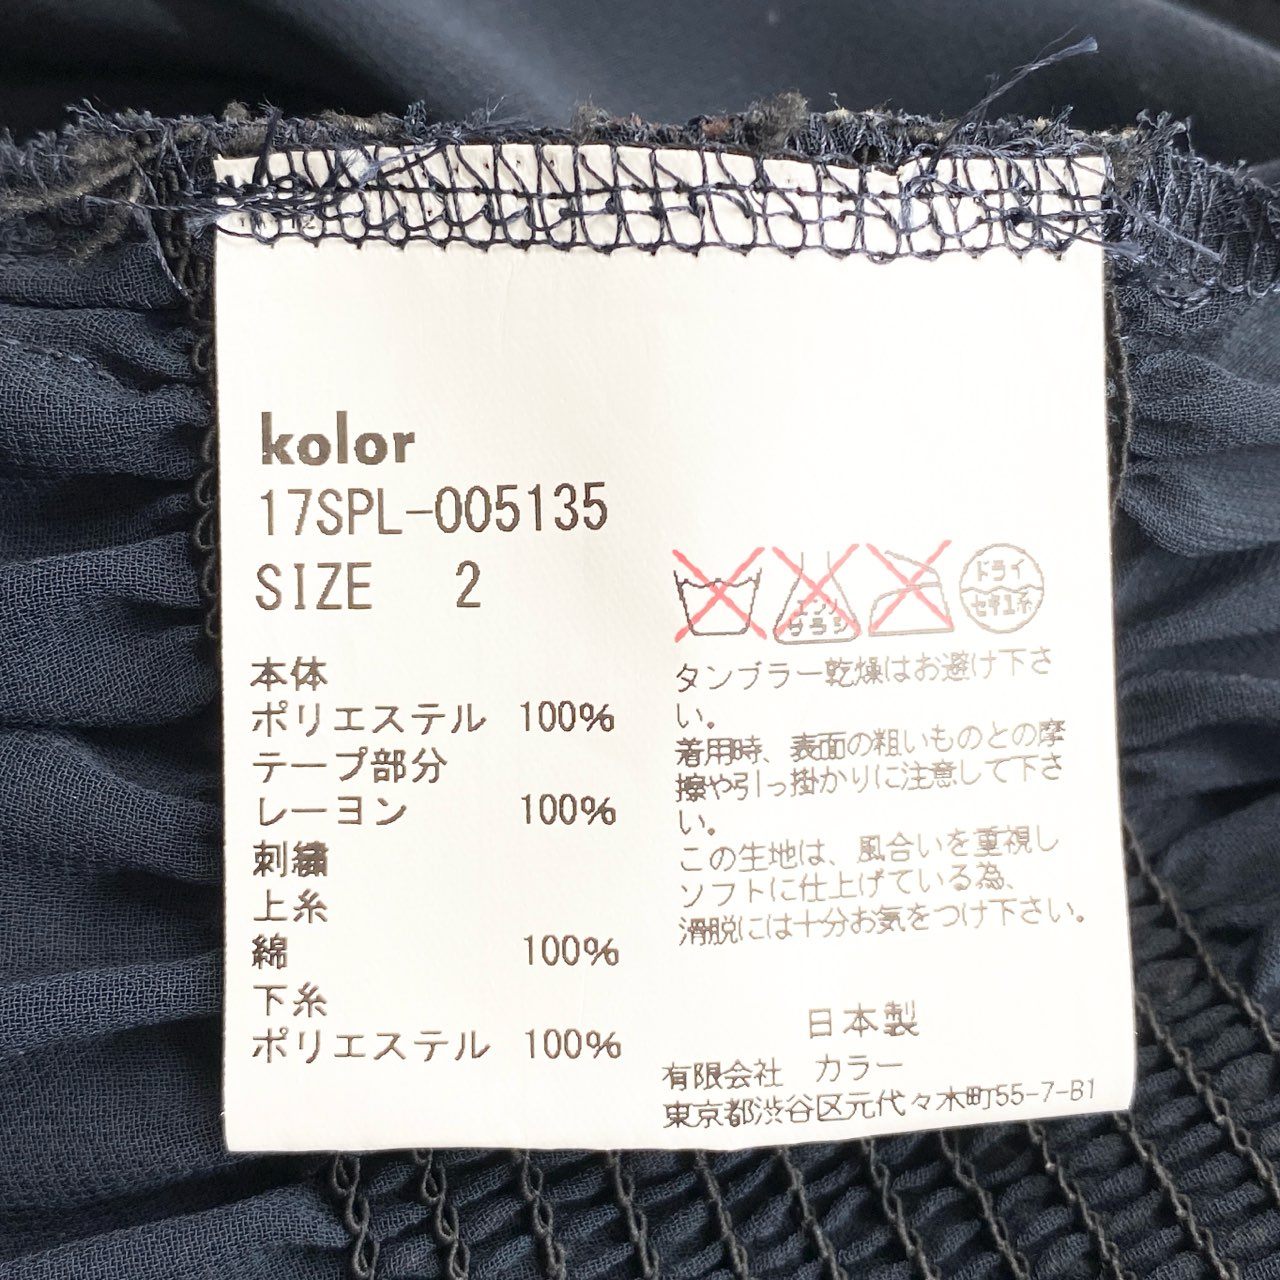 kolor
17SPL-005135
SIZE 2
本体
ポリエステル 100%
テープ部分
レーヨン 100%
刺繍
上糸
綿 100%
下糸
ポリエステル 100%
エンソ
サラシ
ドライ
セキユ系
タンブラー乾燥はお避け下さ
い。
着用時、表面の粗いものとの摩
擦や引っ掛かりに注意して下さ
い。
この生地は、風合いを重視し
ソフトに仕上げている為、
滑脱には十分お気をつけ下さい。
日本製
有限会社 カラー
東京都渋谷区元代々木町55-7-B1